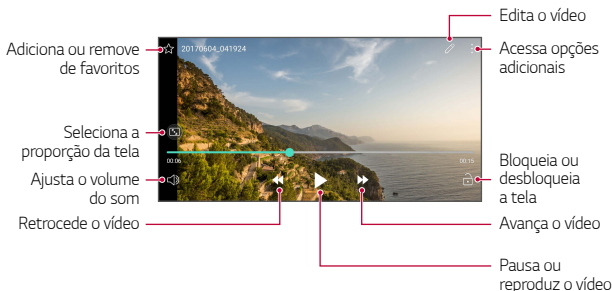 Edita o vídeo
Adiciona ou remove
de favoritos
20170604_041924
Acessa opções
adicionais
Seleciona a
proporção da tela
00:06
00:15
Ajusta o volume
do som
Bloqueia ou
desbloqueia
a tela
Retrocede o vídeo
Avança o vídeo
Pausa ou
reproduz o vídeo